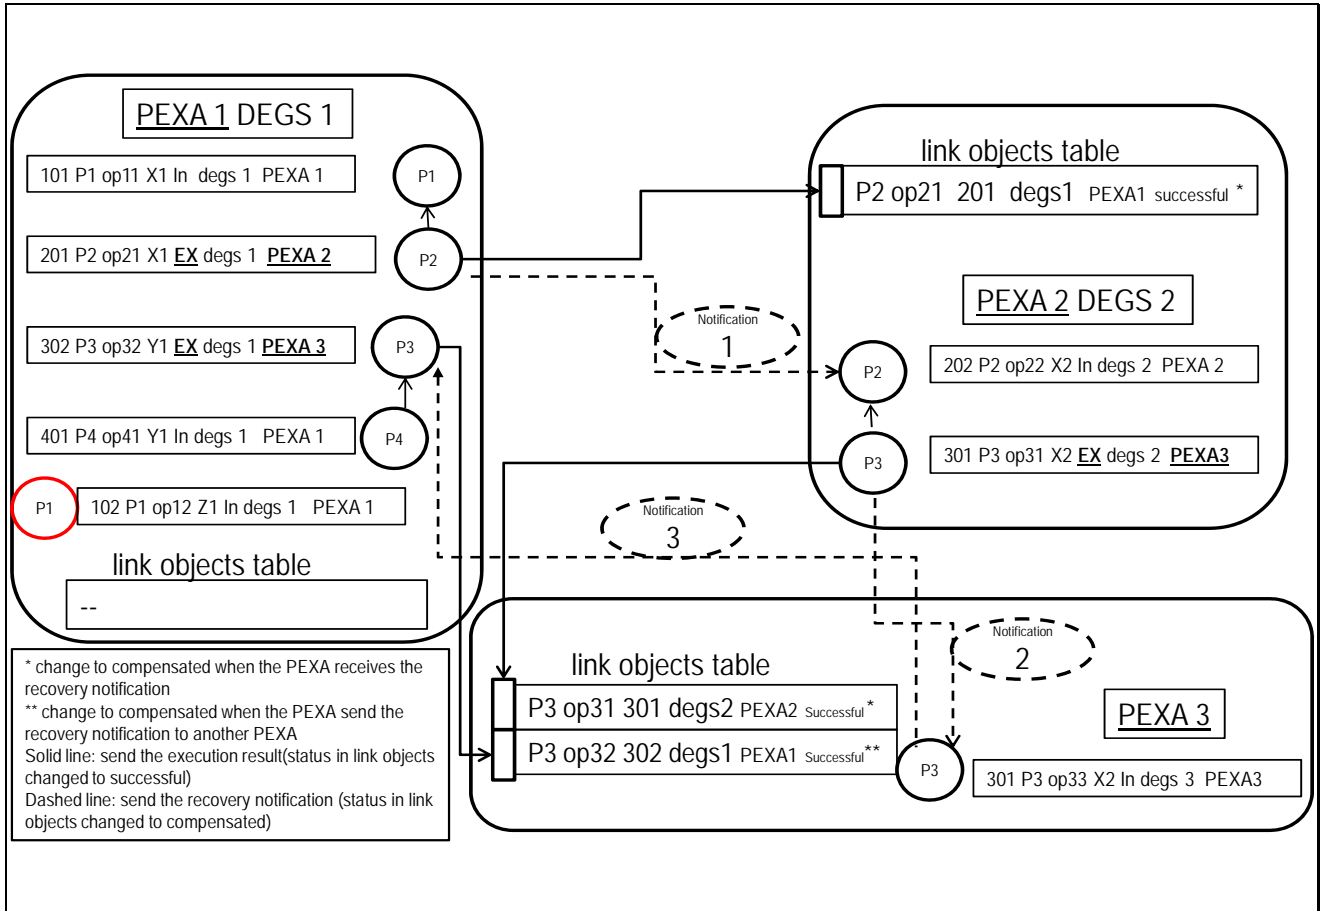 PEXA 1 DEGS 1
101 P1 op11 X1 In degs 1 PEXA 1
P1
201 P2 op21 X1 EX degs 1 PEXA 2
P2
302 P3 op32 Y1 EX degs 1 PEXA 3
P3
401 P4 op41 Y1 In degs 1 PEXA 1
P4
P1
102 P1 op12 Z1 In degs 1 PEXA 1
link objects table
--
link objects table
P2 op21 201 degs1 PEXA1 successful *
PEXA 2 DEGS 2
Notification
1
P2
202 P2 op22 X2 In degs 2 PEXA 2
P3
301 P3 op31 X2 EX degs 2 PEXA3
Notification
3
Notification
2
link objects table
P3 op31 301 degs2 PEXA2 Successful *
P3 op32 302 degs1 PEXA1 Successful **
PEXA 3
P3
301 P3 op33 X2 In degs 3 PEXA3
* change to compensated when the PEXA receives the
recovery notification
** change to compensated when the PEXA send the
recovery notification to another PEXA
Solid line: send the execution result(status in link objects
changed to successful)
Dashed line: send the recovery notification (status in link
objects changed to compensated)